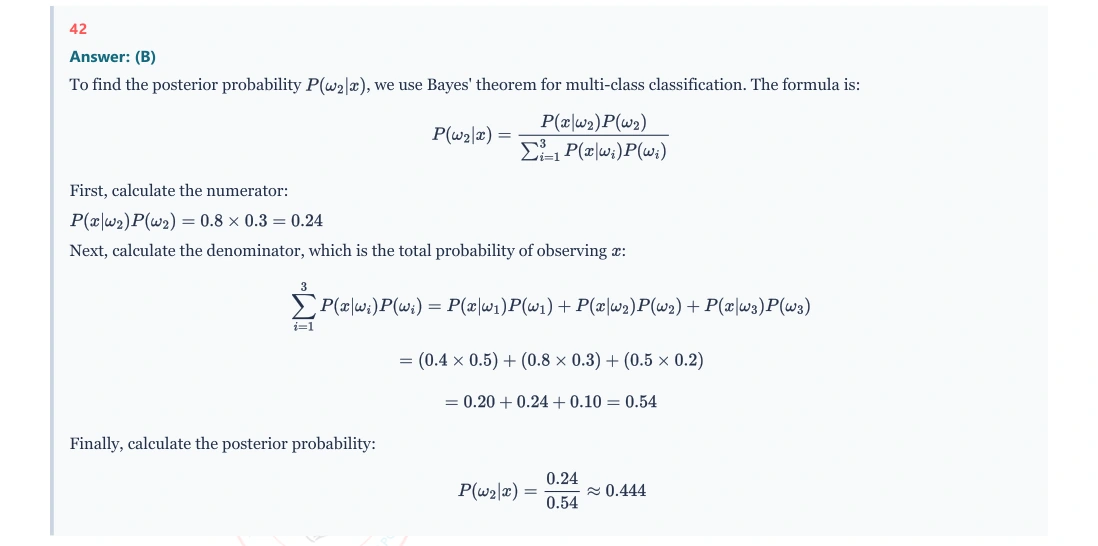 42
Answer: (B)
To find the posterior probability P(ω₂|x), we use Bayes' theorem for multi-class classification. The formula is:
P(ω₂|x) = P(x|ω₂)P(ω₂) / ∑³ᵢ₌₁ P(x|ωᵢ)P(ωᵢ)
First, calculate the numerator:
P(x|ω₂)P(ω₂) = 0.8 × 0.3 = 0.24
Next, calculate the denominator, which is the total probability of observing x:
∑³ᵢ₌₁ P(x|ωᵢ)P(ωᵢ) = P(x|ω₁)P(ω₁) + P(x|ω₂)P(ω₂) + P(x|ω₃)P(ω₃)
= (0.4 × 0.5) + (0.8 × 0.3) + (0.5 × 0.2)
= 0.20 + 0.24 + 0.10 = 0.54
Finally, calculate the posterior probability:
P(ω₂|x) = 0.24 / 0.54 ≈ 0.444